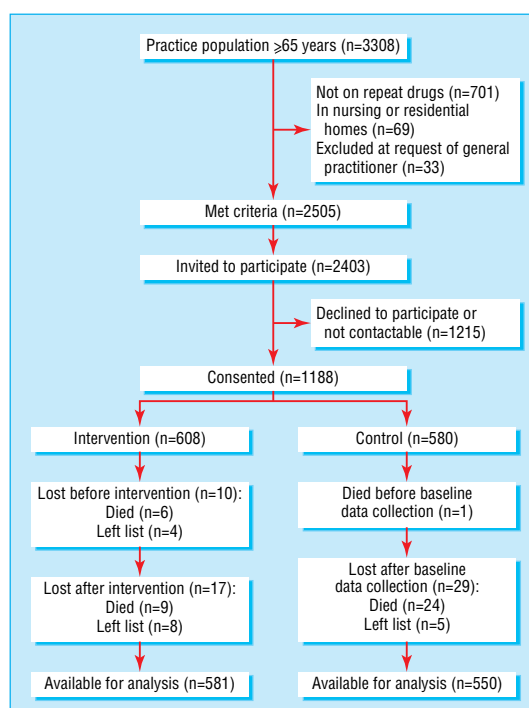 Practice population ⩾65 years (n=3308)
Not on repeat drugs (n=701)
In nursing or residential
homes (n=69)
Excluded at request of general
practitioner (n=33)
Met criteria (n=2505)
Invited to participate (n=2403)
Declined to participate or
not contactable (n=1215)
Consented (n=1188)
Intervention (n=608)
Lost before intervention (n=10):
Died (n=6)
Left list (n=4)
Lost after intervention (n=17):
Died (n=9)
Left list (n=8)
Available for analysis (n=581)
Control (n=580)
Died before baseline
data collection (n=1)
Lost after baseline
data collection (n=29):
Died (n=24)
Left list (n=5)
Available for analysis (n=550)